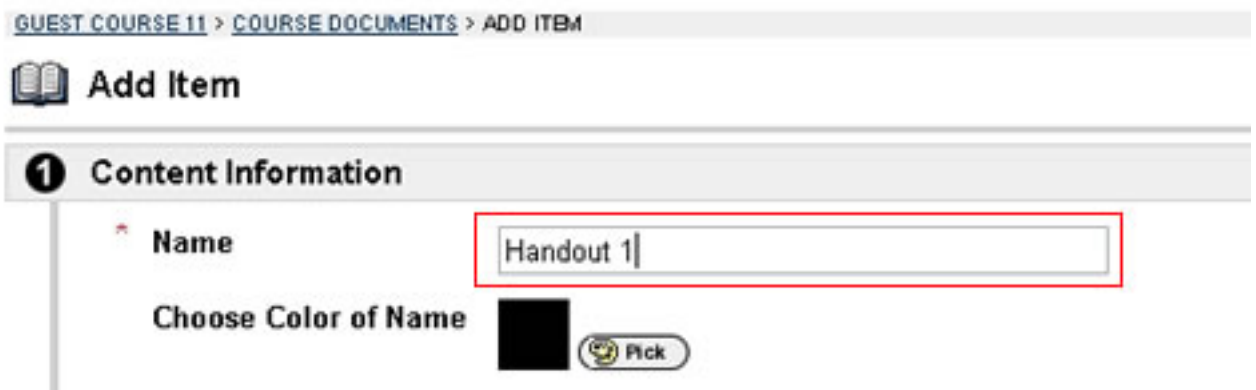 GUEST COURSE 11 > COURSE DOCUMENTS > ADD ITEM
Add Item
1 Content Information
* Name Handout 1
Choose Color of Name Pick